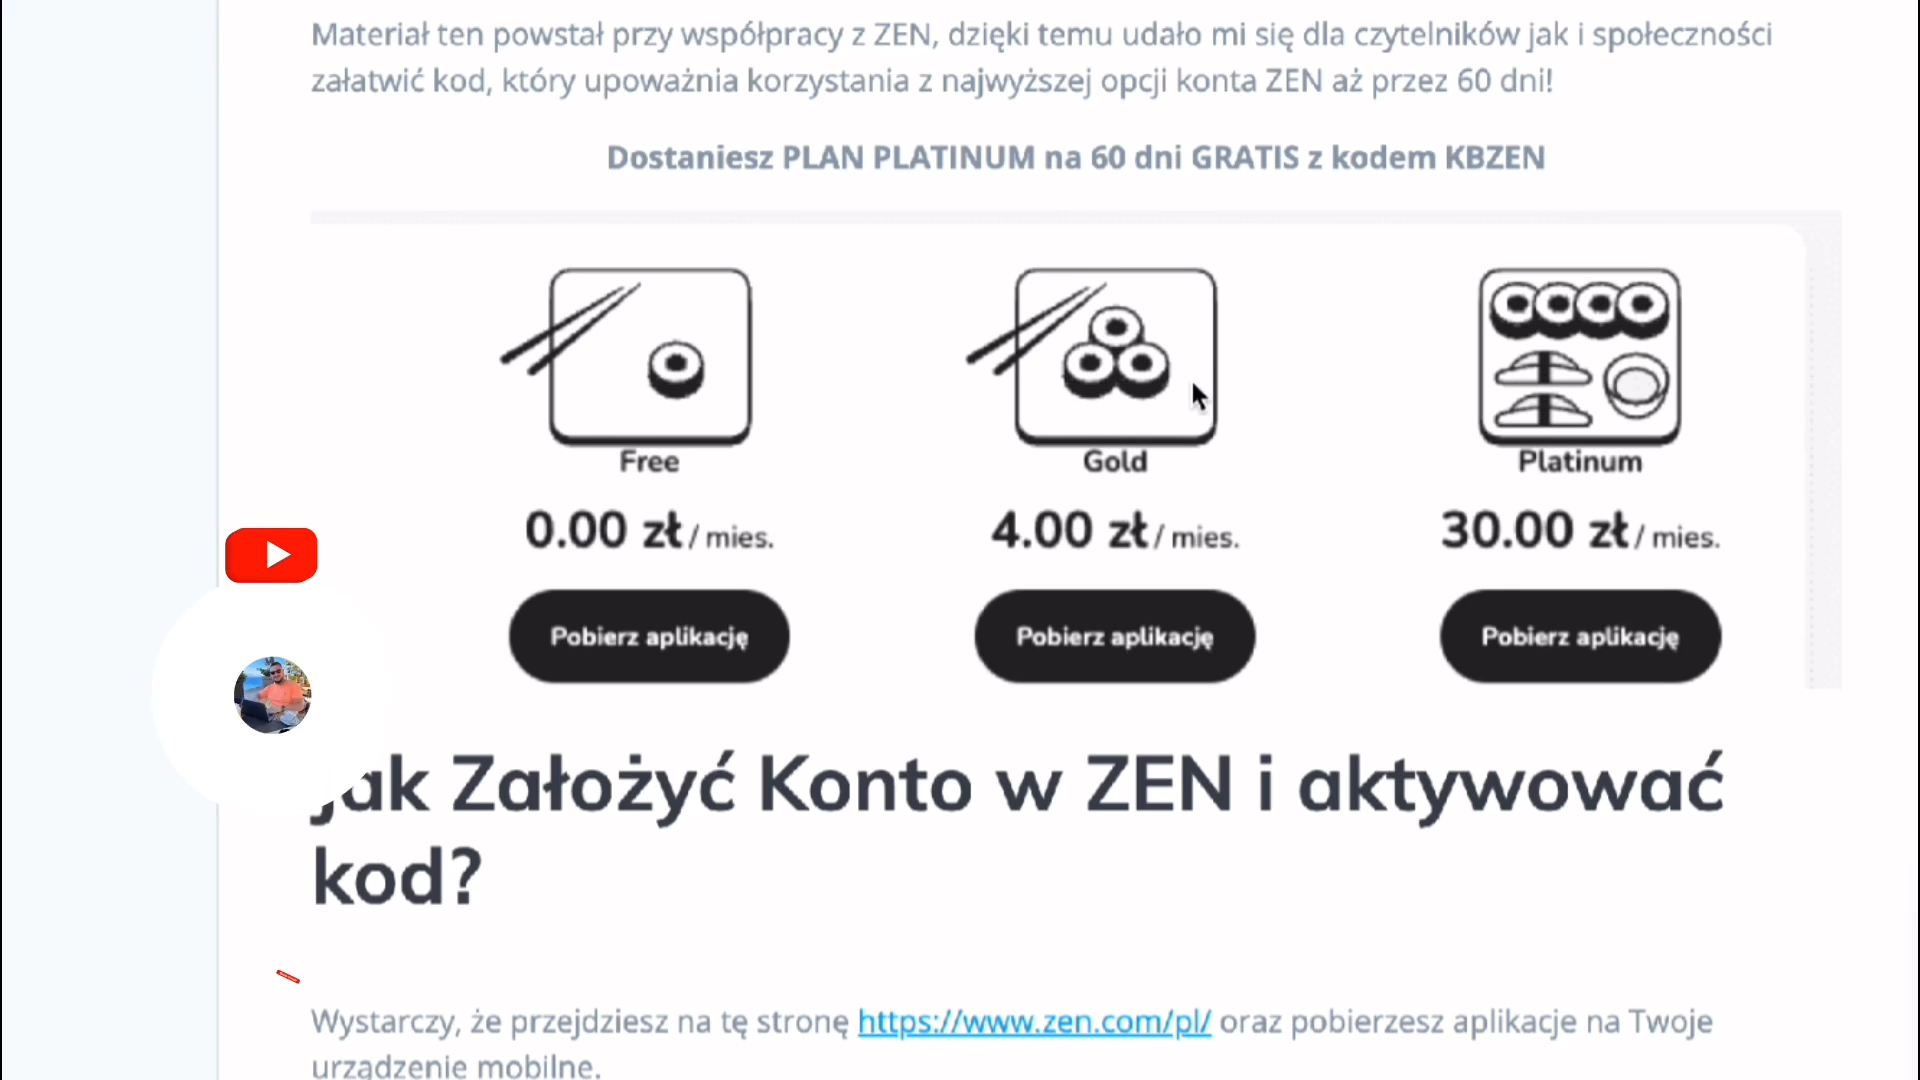 Materiał ten powstał przy współpracy z ZEN, dzięki temu udało mi się dla czytelników jak i społeczności
załatwić kod, który upoważnia korzystania z najwyższej opcji konta ZEN aż przez 60 dni!
Dostaniesz PLAN PLATINUM na 60 dni GRATIS z kodem KBZEN
Free
Gold
Platinum
0.00 zł / mies.
4.00 zł / mies.
30.00 zł / mies.
Pobierz aplikację
Pobierz aplikację
Pobierz aplikację
Jak Założyć Konto w ZEN i aktywować
kod?
Wystarczy, że przejdziesz na tę stronę https://www.zen.com/pl/ oraz pobierzesz aplikacje na Twoje
urządzenie mobilne.